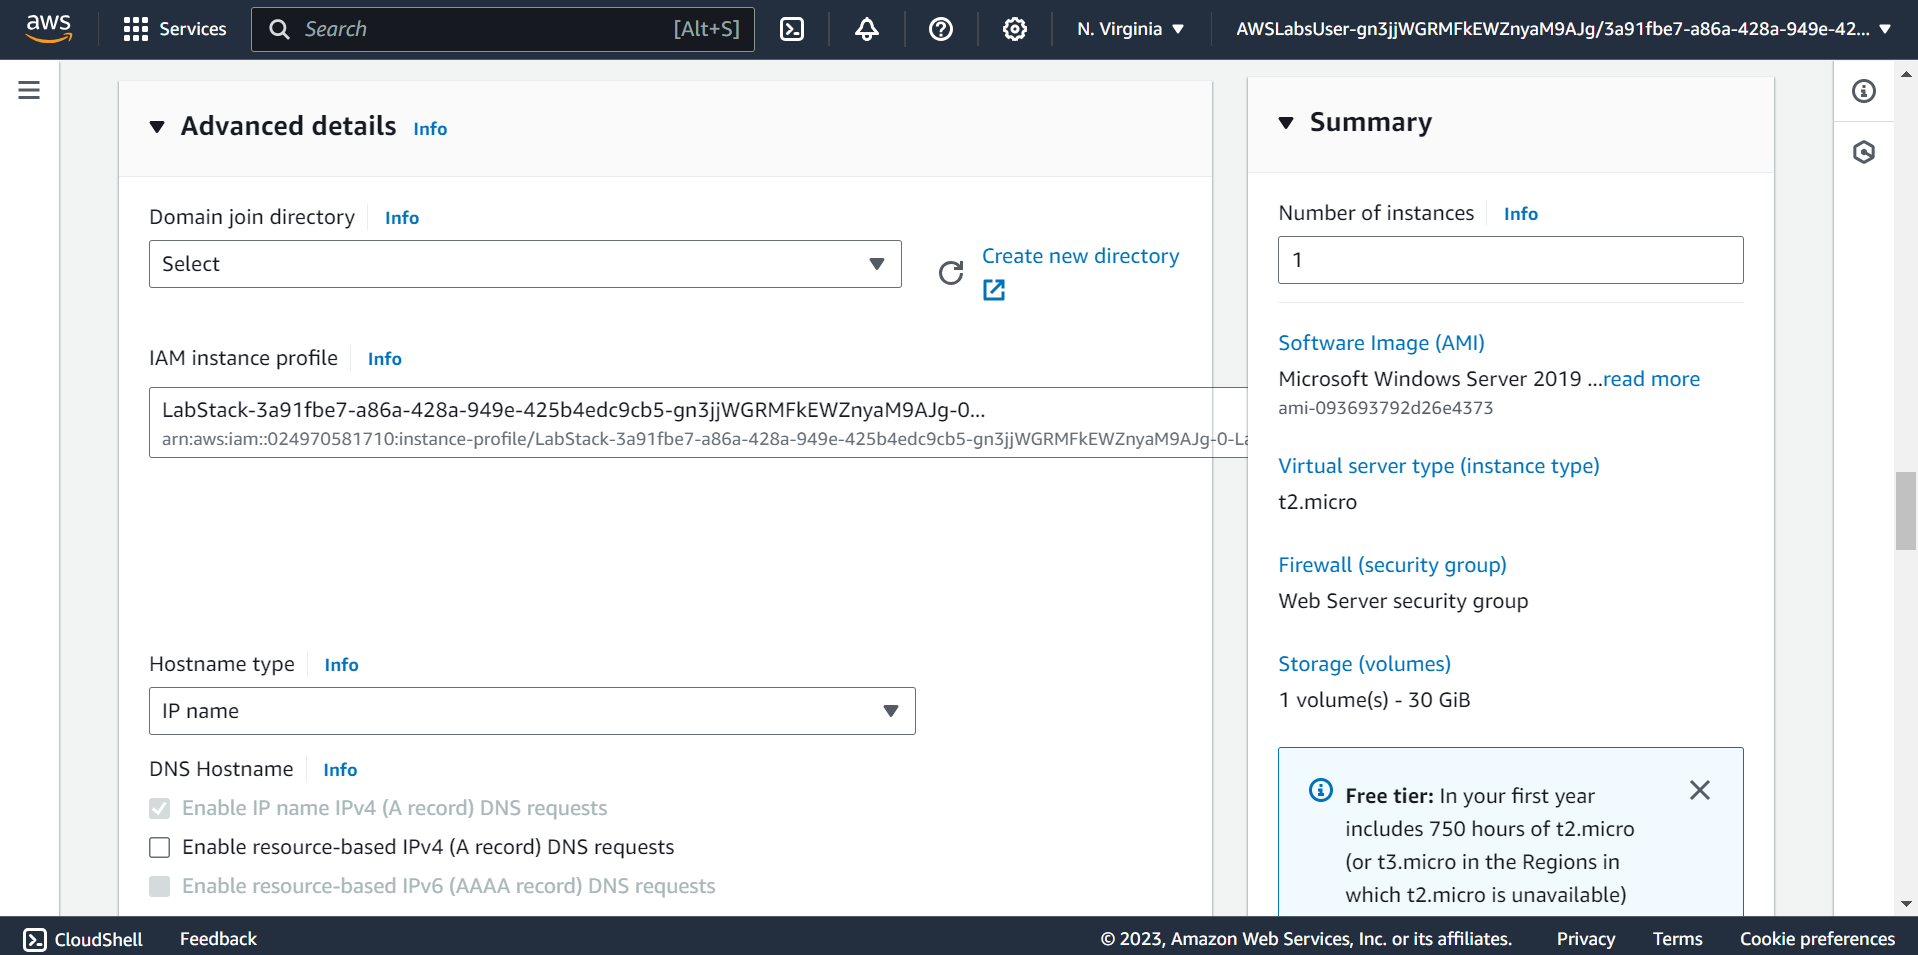 aws
Services
Search
[Alt+S]
N. Virginia
AWSLabsUser-gn3jjWGRMFkEWZnyaM9AJg/3a91fbe7-a86a-428a-949e-42...
Advanced details Info
Domain join directory Info
Select
Create new directory
IAM instance profile Info
LabStack-3a91fbe7-a86a-428a-949e-425b4edc9cb5-gn3jjWGRMFkEWZnyaM9AJg-0...
arn:aws:iam::024970581710:instance-profile/LabStack-3a91fbe7-a86a-428a-949e-425b4edc9cb5-gn3jjWGRMFkEWZnyaM9AJg-0-La
Hostname type Info
IP name
DNS Hostname Info
Enable IP name IPv4 (A record) DNS requests
Enable resource-based IPv4 (A record) DNS requests
Enable resource-based IPv6 (AAAA record) DNS requests
Summary
Number of instances Info
1
Software Image (AMI)
Microsoft Windows Server 2019 ...read more
ami-093693792d26e4373
Virtual server type (instance type)
t2.micro
Firewall (security group)
Web Server security group
Storage (volumes)
1 volume(s) - 30 GiB
Free tier: In your first year
includes 750 hours of t2.micro
(or t3.micro in the Regions in
which t2.micro is unavailable)
CloudShell
Feedback
© 2023, Amazon Web Services, Inc. or its affiliates.
Privacy
Terms
Cookie preferences